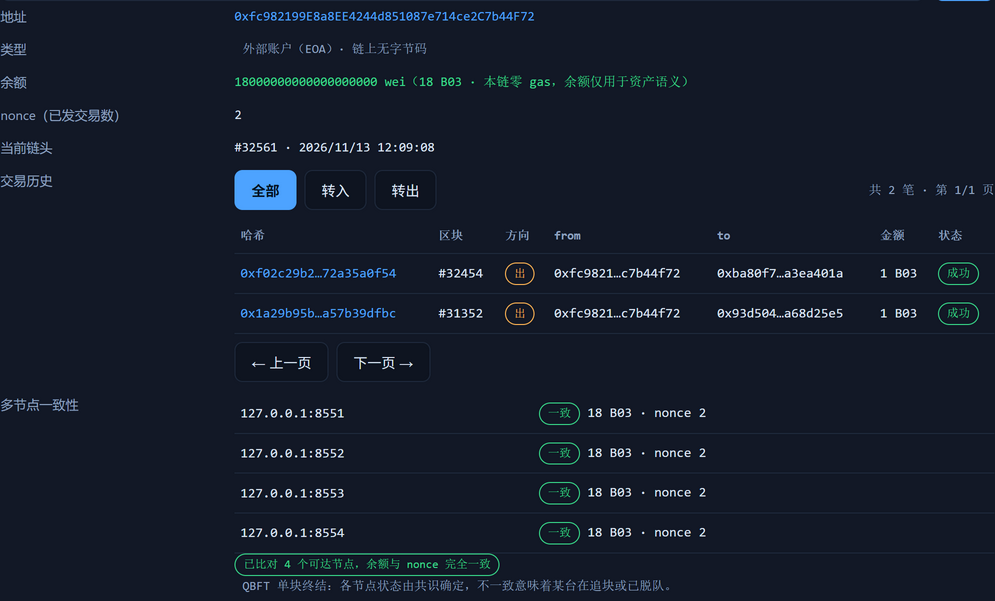 地址 0xfc982199E8a8EE4244d851087e714ce2C7b44F72
类型 外部账户（EOA）· 链上无字节码
余额 18000000000000000000 wei（18 B03 · 本链零 gas，余额仅用于资产语义）
nonce（已发交易数） 2
当前链头 #32561 · 2026/11/13 12:09:08
交易历史 全部 转入 转出 共 2 笔 · 第 1/1 页
哈希 区块 方向 from to 金额 状态
0xf02c29b2…72a35a0f54 #32454 出 0xfc9821…c7b44f72 0xba80f7…a3ea401a 1 B03 成功
0x1a29b95b…a57b39dfbc #31352 出 0xfc9821…c7b44f72 0x93d504…a68d25e5 1 B03 成功
← 上一页 下一页 →
多节点一致性 127.0.0.1:8551 一致 18 B03 · nonce 2
127.0.0.1:8552 一致 18 B03 · nonce 2
127.0.0.1:8553 一致 18 B03 · nonce 2
127.0.0.1:8554 一致 18 B03 · nonce 2
已比对 4 个可达节点，余额与 nonce 完全一致
QBFT 单块终结：各节点状态由共识确定，不一致意味着某台在追块或已脱队。